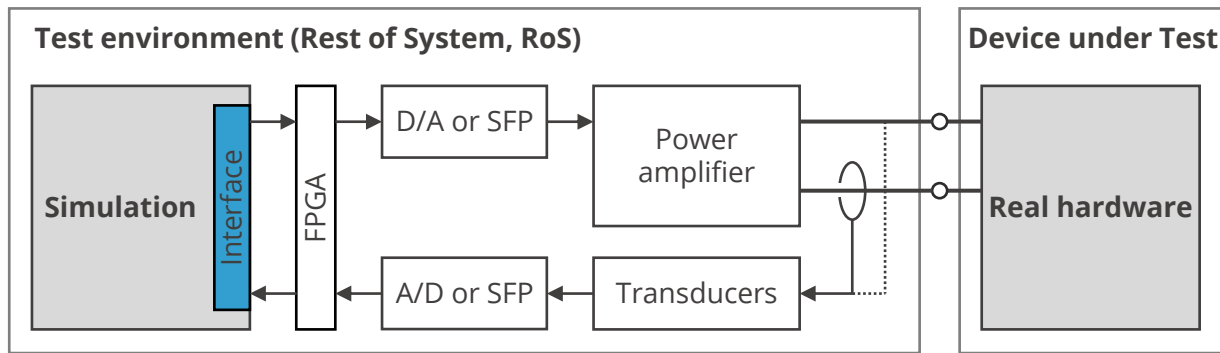 Test environment (Rest of System, RoS)
Device under Test
Simulation
Interface
FPGA
D/A or SFP
Power
amplifier
A/D or SFP
Transducers
Real hardware